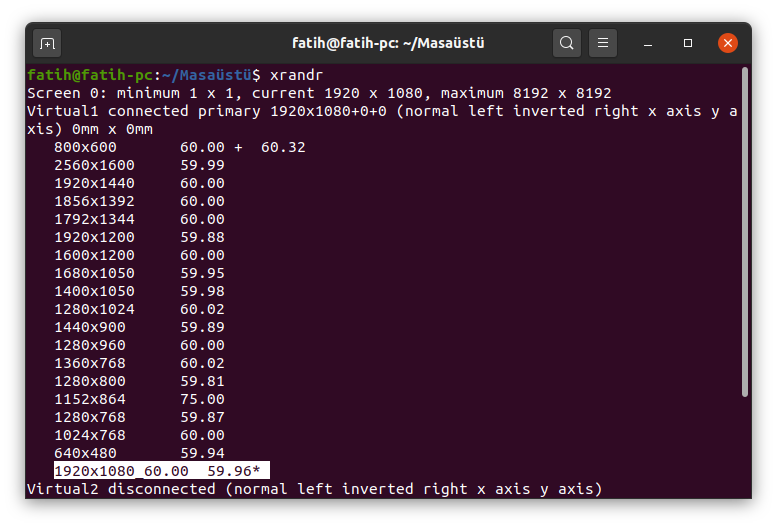 fatih@fatih-pc: ~/Masaüstü
fatih@fatih-pc:~/Masaüstü$ xrandr
Screen 0: minimum 1 x 1, current 1920 x 1080, maximum 8192 x 8192
Virtual1 connected primary 1920x1080+0+0 (normal left inverted right x axis y a
xis) 0mm x 0mm
   800x600       60.00 +  60.32
   2560x1600     59.99
   1920x1440     60.00
   1856x1392     60.00
   1792x1344     60.00
   1920x1200     59.88
   1600x1200     60.00
   1680x1050     59.95
   1400x1050     59.98
   1280x1024     60.02
   1440x900      59.89
   1280x960      60.00
   1360x768      60.02
   1280x800      59.81
   1152x864      75.00
   1280x768      59.87
   1024x768      60.00
   640x480       59.94
   1920x1080_60.00  59.96*
Virtual2 disconnected (normal left inverted right x axis y axis)